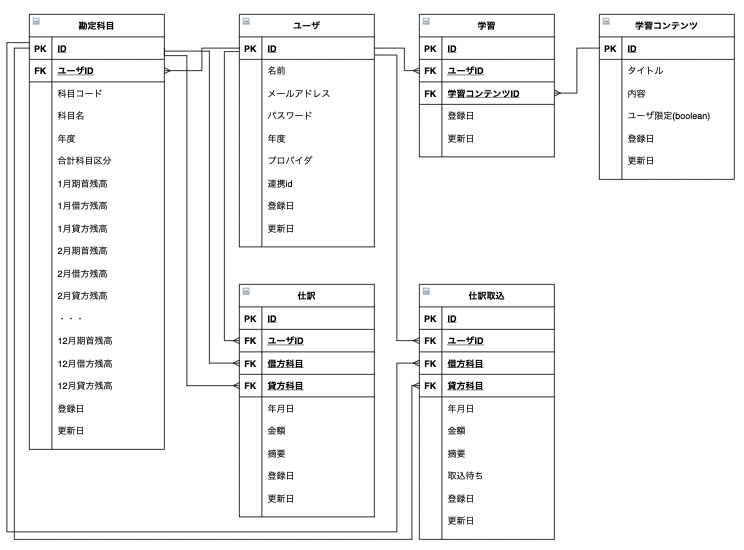 勘定科目
PK ID
FK ユーザID
科目コード
科目名
年度
合計科目区分
1月期首残高
1月借方残高
1月貸方残高
2月期首残高
2月借方残高
2月貸方残高
・・・
12月期首残高
12月借方残高
12月貸方残高
登録日
更新日
ユーザ
PK ID
名前
メールアドレス
パスワード
年度
プロバイダ
連携id
登録日
更新日
学習
PK ID
FK ユーザID
FK 学習コンテンツID
登録日
更新日
学習コンテンツ
PK ID
タイトル
内容
ユーザ限定(boolean)
登録日
更新日
仕訳
PK ID
FK ユーザID
FK 借方科目
FK 貸方科目
年月日
金額
摘要
登録日
更新日
仕訳取込
PK ID
FK ユーザID
FK 借方科目
FK 貸方科目
年月日
金額
摘要
取込待ち
登録日
更新日